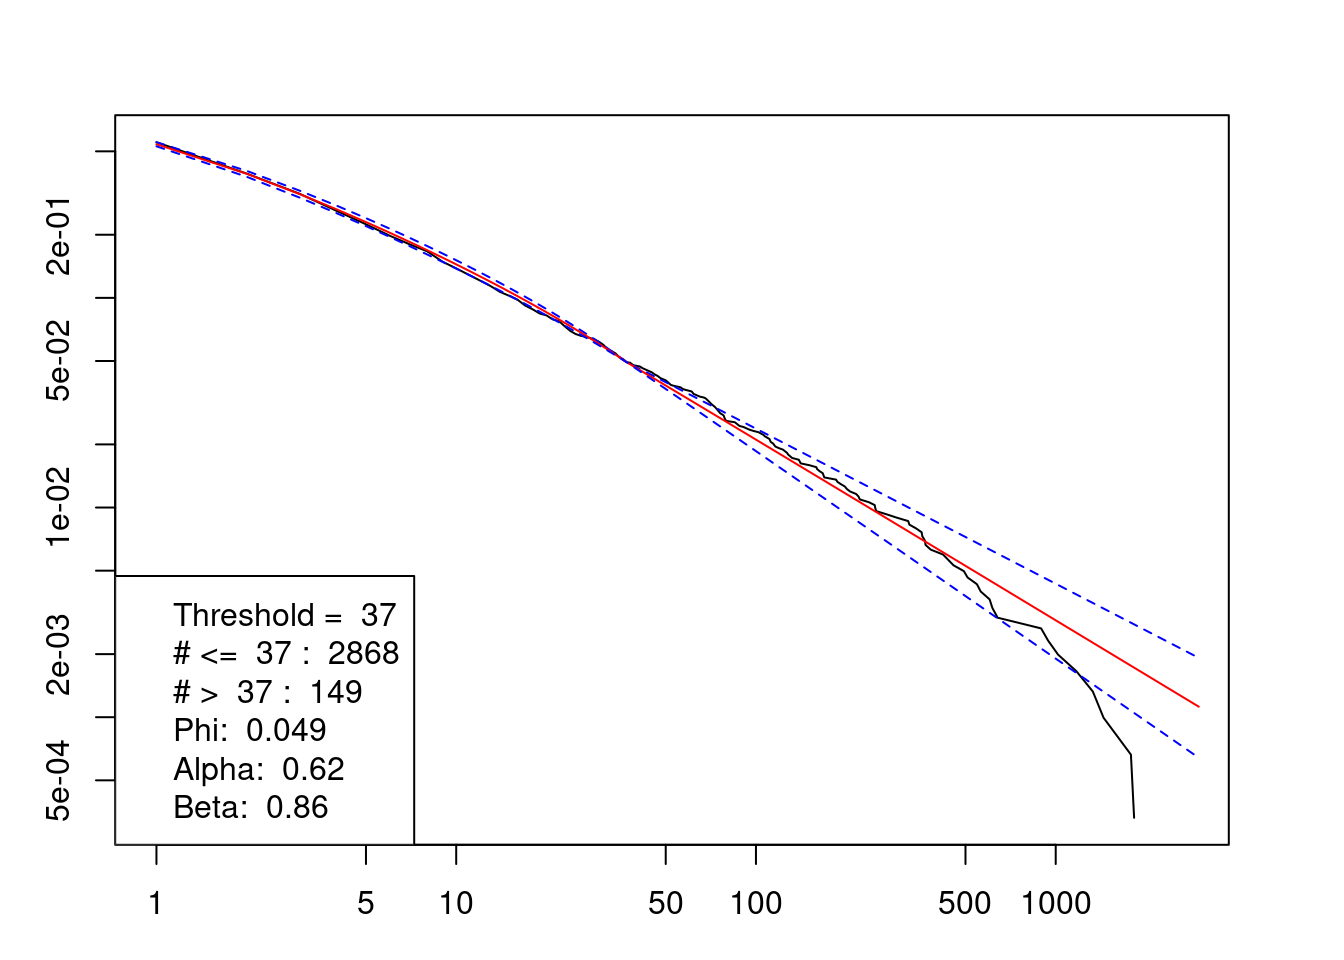 2e-01
5e-02
1e-02
2e-03
5e-04
Threshold = 37
# <= 37 : 2868
# > 37 : 149
Phi: 0.049
Alpha: 0.62
Beta: 0.86
1 5 10 50 100 500 1000